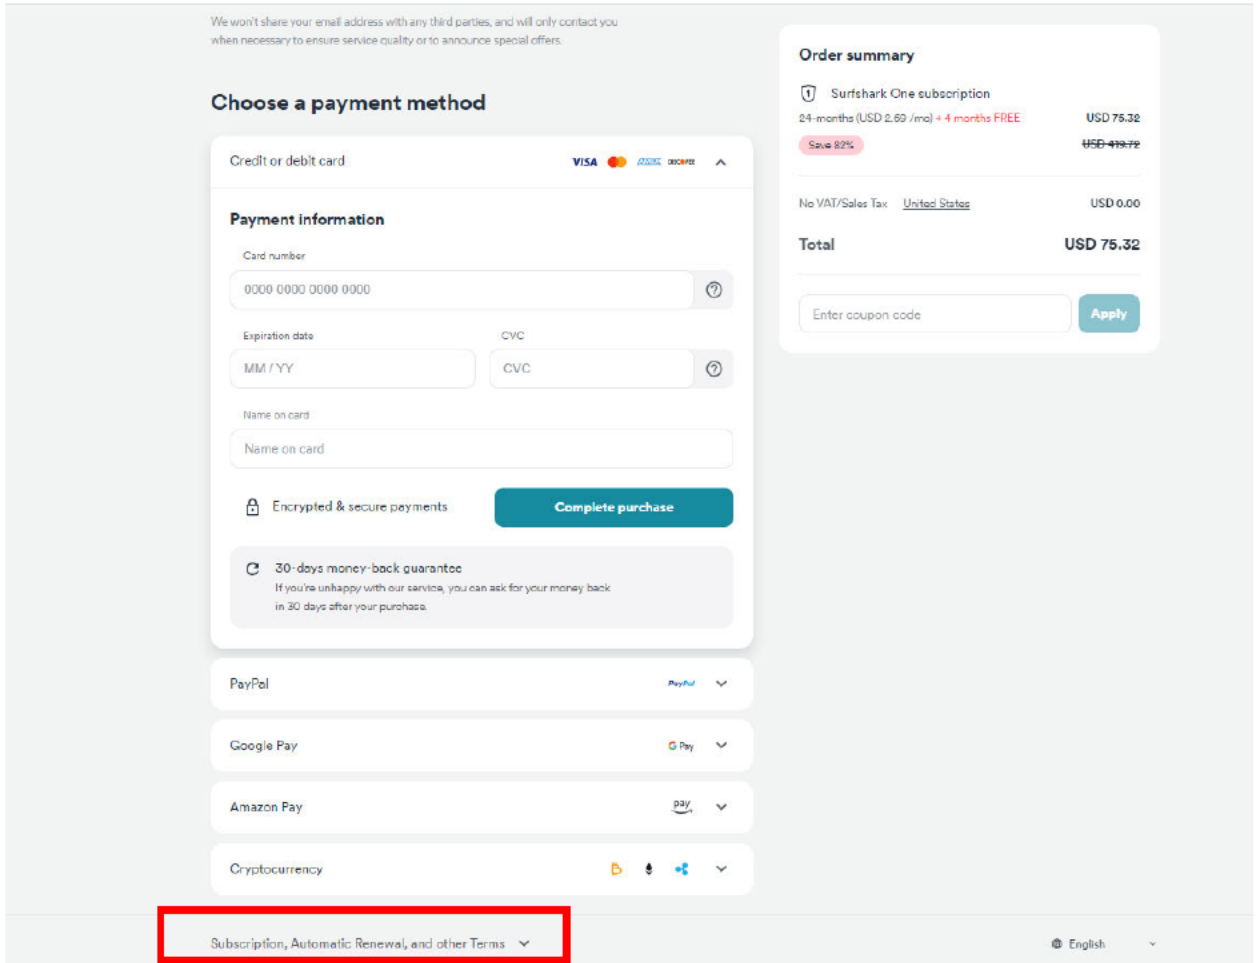 We won't share your email address with any third parties, and will only contact you
when necessary to ensure service quality or to announce special offers.
Choose a payment method
Credit or debit card VISA AMEX DISCOVER
Payment information
Card number
0000 0000 0000 0000
Expiration date CVC
MM / YY CVC
Name on card
Name on card
Encrypted & secure payments Complete purchase
30-days money-back guarantee
If you're unhappy with our service, you can ask for your money back
in 30 days after your purchase.
PayPal PayPal
Google Pay G Pay
Amazon Pay pay
Cryptocurrency
Subscription, Automatic Renewal, and other Terms
Order summary
1 Surfshark One subscription
24-months (USD 2.69 /mo) + 4 months FREE USD 75.32
Save 82% USD 419.72
No VAT/Sales Tax United States USD 0.00
Total USD 75.32
Enter coupon code Apply
English